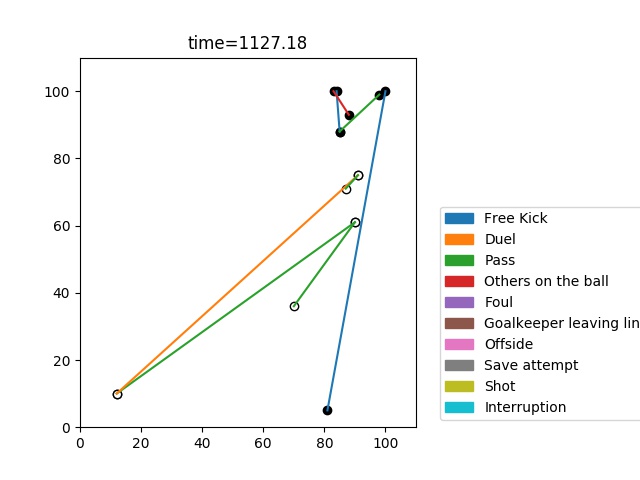 time=1127.18
100
80
60
40
20
0
0 20 40 60 80 100
Free Kick
Duel
Pass
Others on the ball
Foul
Goalkeeper leaving lin
Offside
Save attempt
Shot
Interruption